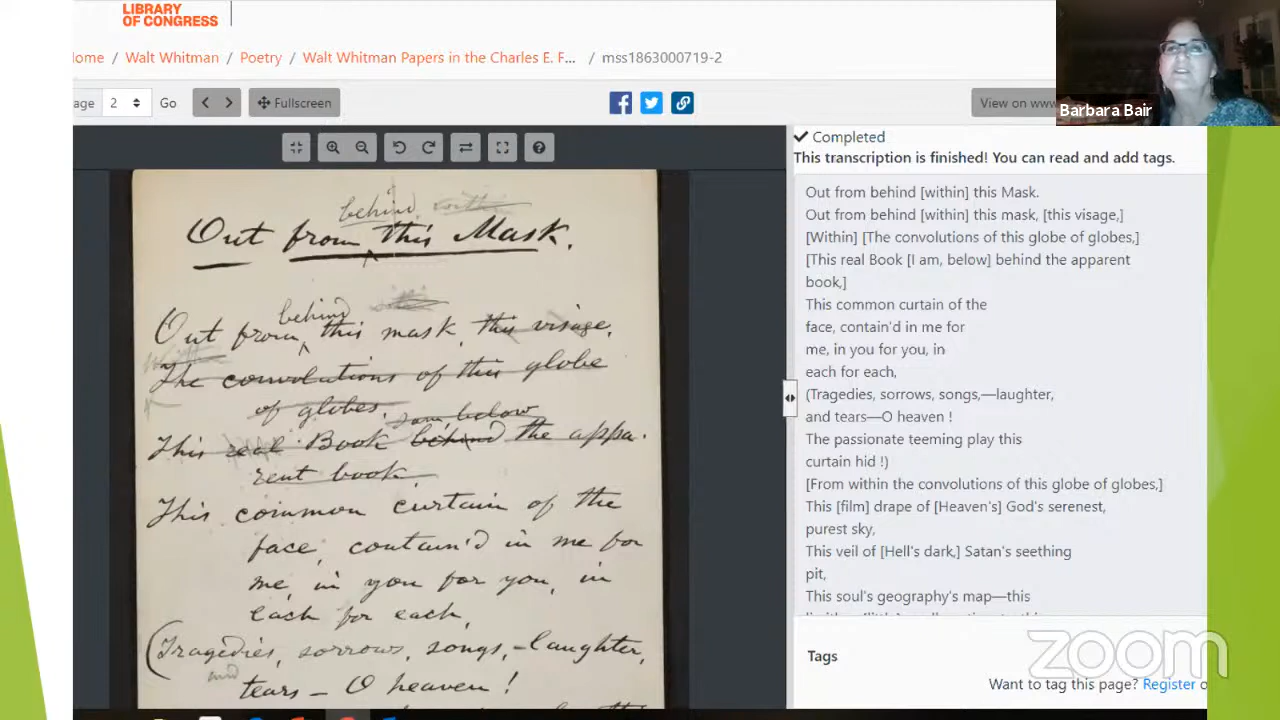 LIBRARY
OF CONGRESS
ome / Walt Whitman / Poetry / Walt Whitman Papers in the Charles E. F... / mss1863000719-2
age 2 Go Fullscreen View on www
Barbara Bair
Completed
This transcription is finished! You can read and add tags.
behind
Out from this Mask.
behind
Out from this mask, this visage,
The convolutions of this globe
of globes,
I am, below
This real Book behind the appa-
rent book,
This common curtain of the
face, contain'd in me for
me, in you for you, in
each for each,
(Tragedies, sorrows, songs,—laughter,
and
tears — O heaven!
Out from behind [within] this Mask.
Out from behind [within] this mask, [this visage,]
[Within] [The convolutions of this globe of globes,]
[This real Book [I am, below] behind the apparent
book,]
This common curtain of the
face, contain'd in me for
me, in you for you, in
each for each,
(Tragedies, sorrows, songs,—laughter,
and tears—O heaven !
The passionate teeming play this
curtain hid !)
[From within the convolutions of this globe of globes,]
This [film] drape of [Heaven's] God's serenest,
purest sky,
This veil of [Hell's dark,] Satan's seething
pit,
This soul's geography's map—this
Tags
Want to tag this page? Register o
zoom